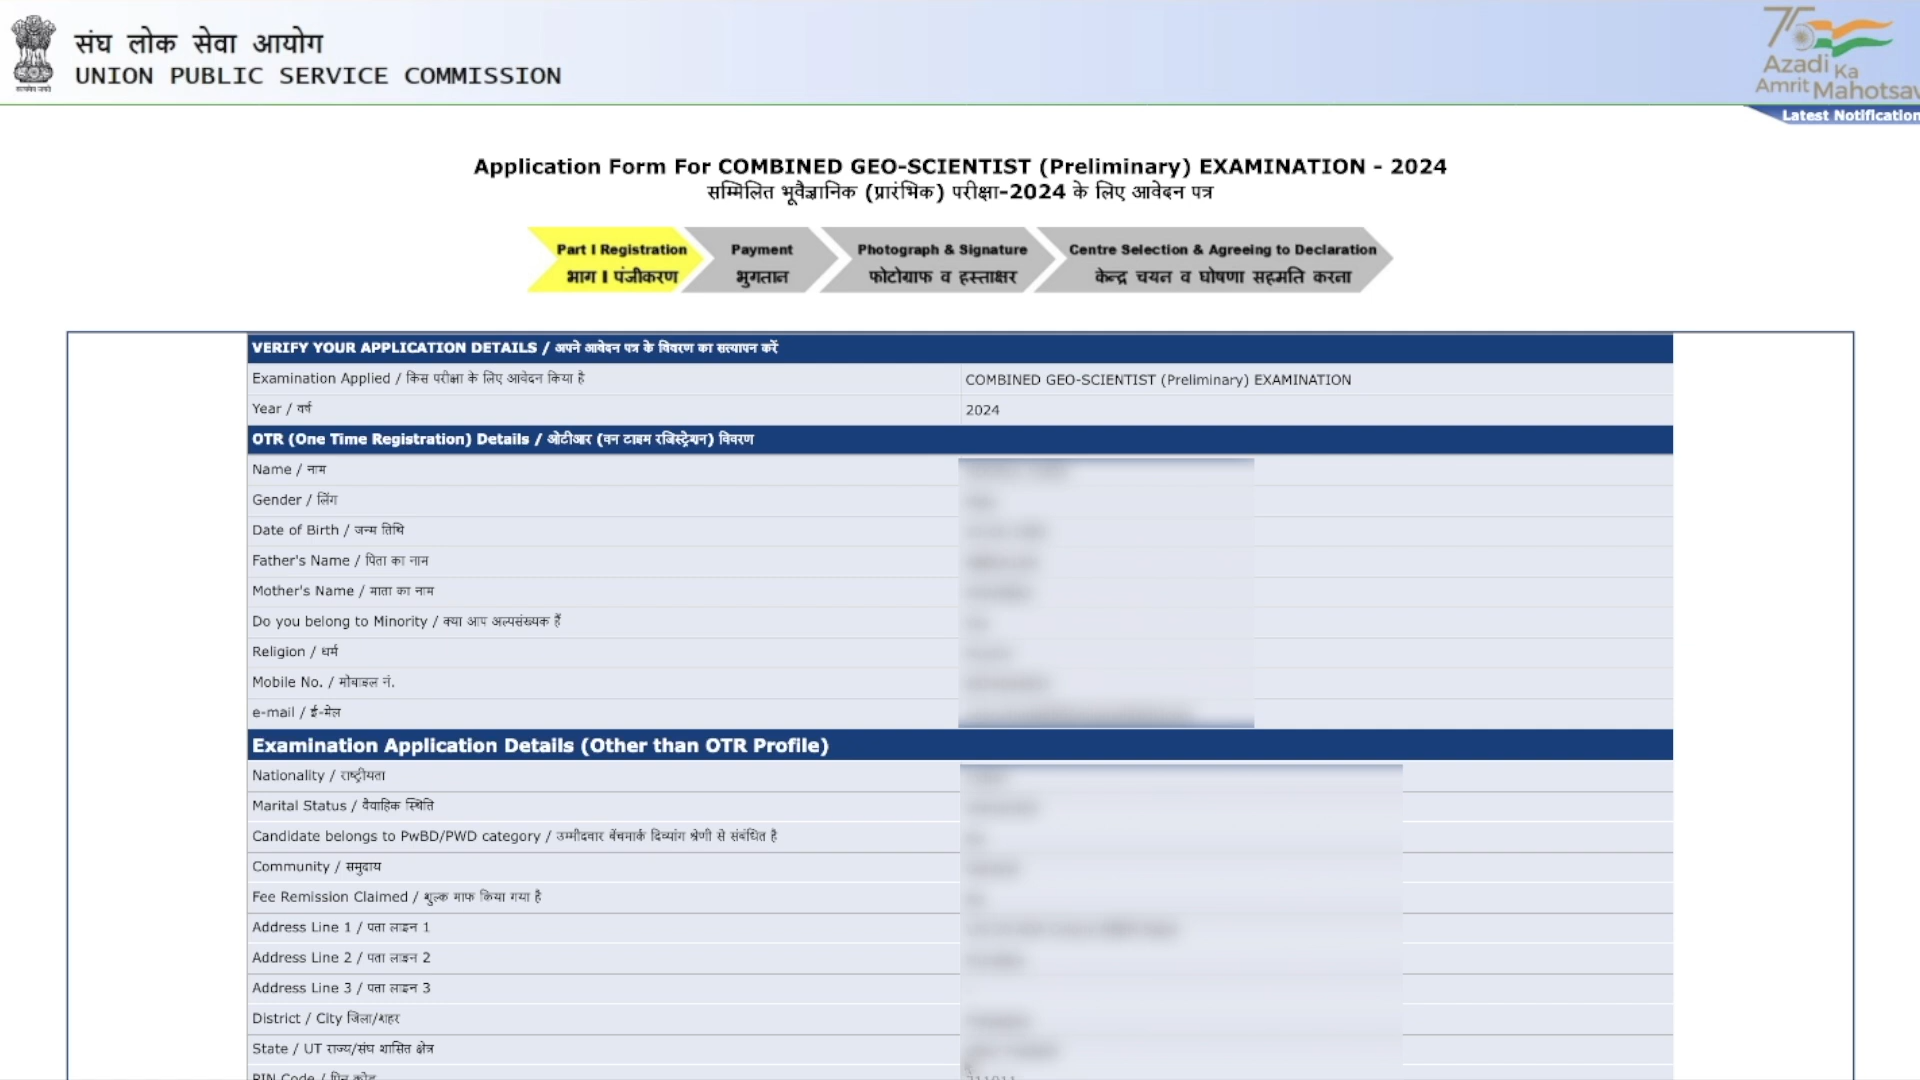 संघ लोक सेवा आयोग
UNION PUBLIC SERVICE COMMISSION
सत्यमेव जयते
75
Azadi Ka
Amrit Mahotsav
Latest Notification
Application Form For COMBINED GEO-SCIENTIST (Preliminary) EXAMINATION - 2024
सम्मिलित भूवैज्ञानिक (प्रारंभिक) परीक्षा-2024 के लिए आवेदन पत्र
Part I Registration
भाग I पंजीकरण
Payment
भुगतान
Photograph & Signature
फोटोग्राफ व हस्ताक्षर
Centre Selection & Agreeing to Declaration
केन्द्र चयन व घोषणा सहमति करना
VERIFY YOUR APPLICATION DETAILS / अपने आवेदन पत्र के विवरण का सत्यापन करें
Examination Applied / किस परीक्षा के लिए आवेदन किया है COMBINED GEO-SCIENTIST (Preliminary) EXAMINATION
Year / वर्ष 2024
OTR (One Time Registration) Details / ओटीआर (वन टाइम रजिस्ट्रेशन) विवरण
Name / नाम
Gender / लिंग
Date of Birth / जन्म तिथि
Father's Name / पिता का नाम
Mother's Name / माता का नाम
Do you belong to Minority / क्या आप अल्पसंख्यक हैं
Religion / धर्म
Mobile No. / मोबाइल नं.
e-mail / ई-मेल
Examination Application Details (Other than OTR Profile)
Nationality / राष्ट्रीयता
Marital Status / वैवाहिक स्थिति
Candidate belongs to PwBD/PWD category / उम्मीदवार बेंचमार्क दिव्यांग श्रेणी से संबंधित है
Community / समुदाय
Fee Remission Claimed / शुल्क माफ किया गया है
Address Line 1 / पता लाइन 1
Address Line 2 / पता लाइन 2
Address Line 3 / पता लाइन 3
District / City जिला/शहर
State / UT राज्य/संघ शासित क्षेत्र
PIN Code / पिन कोड